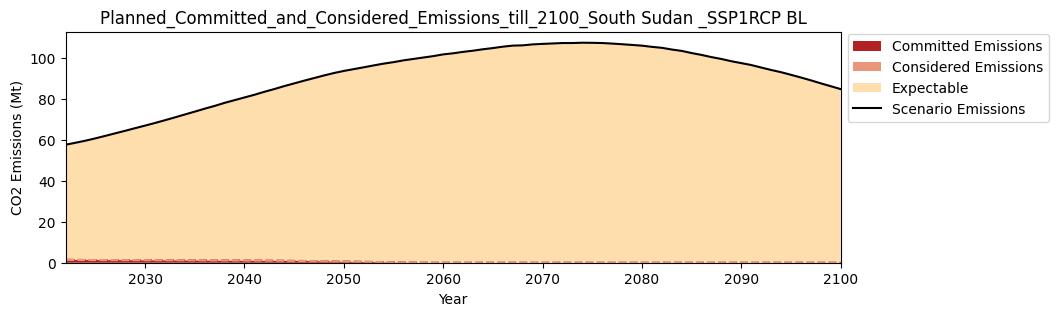 Planned_Committed_and_Considered_Emissions_till_2100_South Sudan _SSP1RCP BL
CO2 Emissions (Mt)
100
80
60
40
20
0
2030 2040 2050 2060 2070 2080 2090 2100
Year
Committed Emissions
Considered Emissions
Expectable
Scenario Emissions